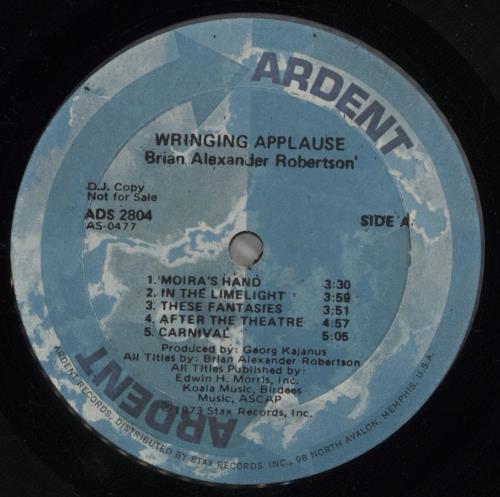 ARDENT
WRINGING APPLAUSE
Brian Alexander Robertson
D.J. Copy
Not for Sale
ADS 2804
AS-0477
SIDE A
1. MOIRA'S HAND 3:30
2. IN THE LIMELIGHT 3:59
3. THESE FANTASIES 3:51
4. AFTER THE THEATRE 4:57
5. CARNIVAL 5:05
Produced by: Georg Kajanus
All Titles by: Brian Alexander Robertson
All Titles Published by:
Edwin H. Morris, Inc.
Koala Music, Birdees
Music, ASCAP
Ⓟ1973 Stax Records, Inc.
ARDENT
ARDENT RECORDS, DISTRIBUTED BY STAX RECORDS INC., 98 NORTH AVALON, MEMPHIS, U.S.A.